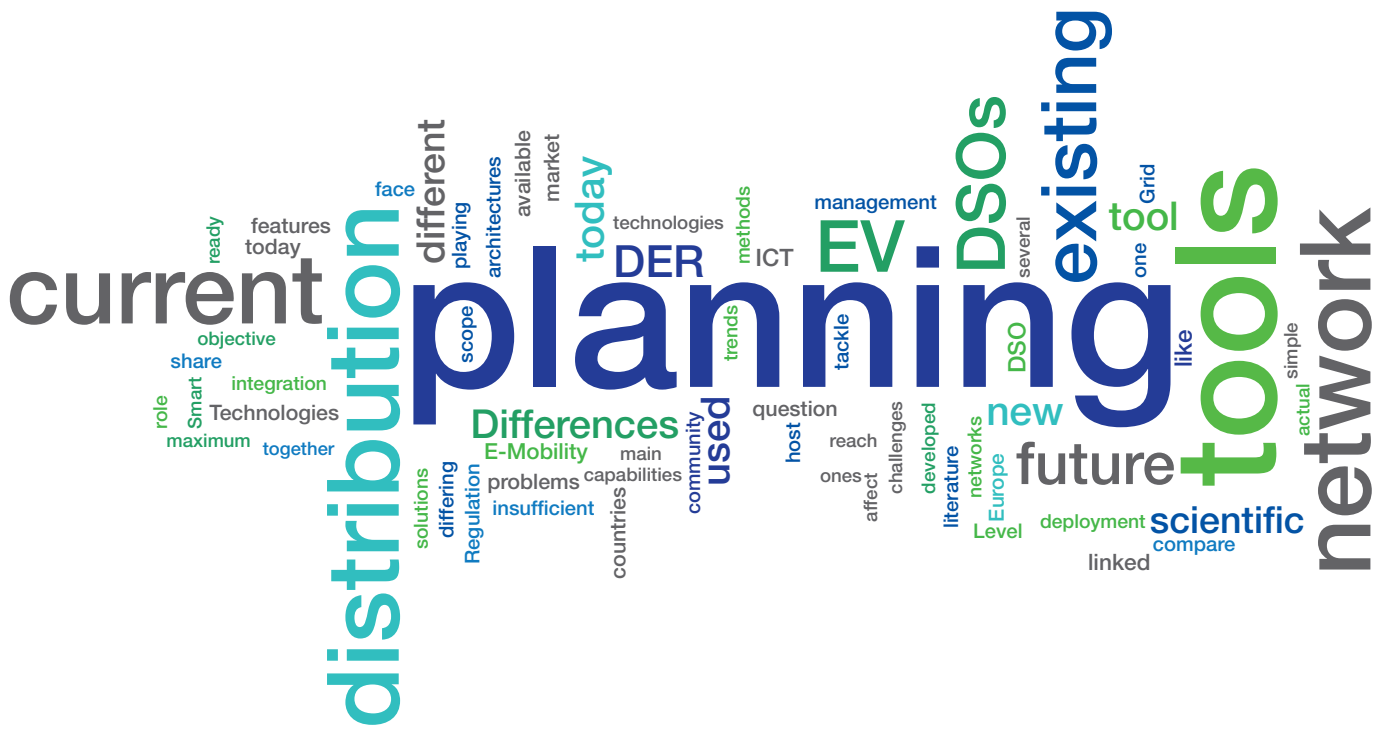 current
ready
features
today
objective
share
integration
role
Smart
Technologies
maximum
together
face
distribution
different
playing
architectures
available
market
today
technologies
DER
methods
ICT
management
EV
DSOs
several
existing
Grid
tool
one
planning
scope
trends
tackle
DSO
like
tools
simple
actual
network
Differences
E-Mobility
main
capabilities
community
used
question
host
reach
ones
affect
challenges
developed
literature
networks
Europe
new
future
Level
deployment
scientific
compare
linked
solutions
differing
Regulation
problems
insufficient
countries